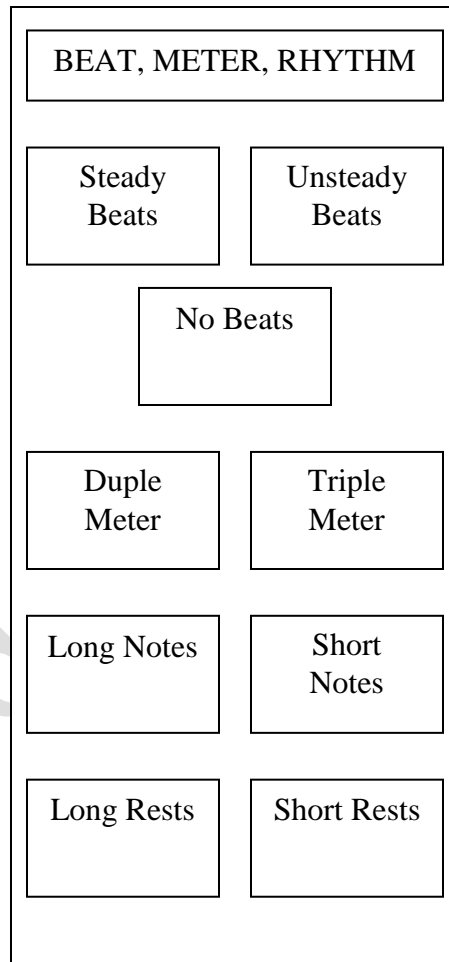 BEAT, METER, RHYTHM
Steady
Beats
Unsteady
Beats
No Beats
Duple
Meter
Triple
Meter
Long Notes
Short
Notes
Long Rests
Short Rests